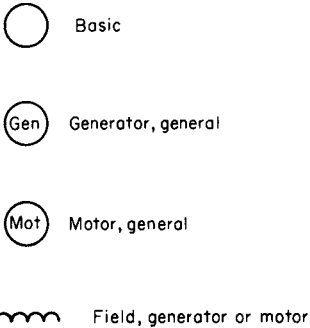 Basic
Gen Generator, general
Mot Motor, general
Field, generator or motor